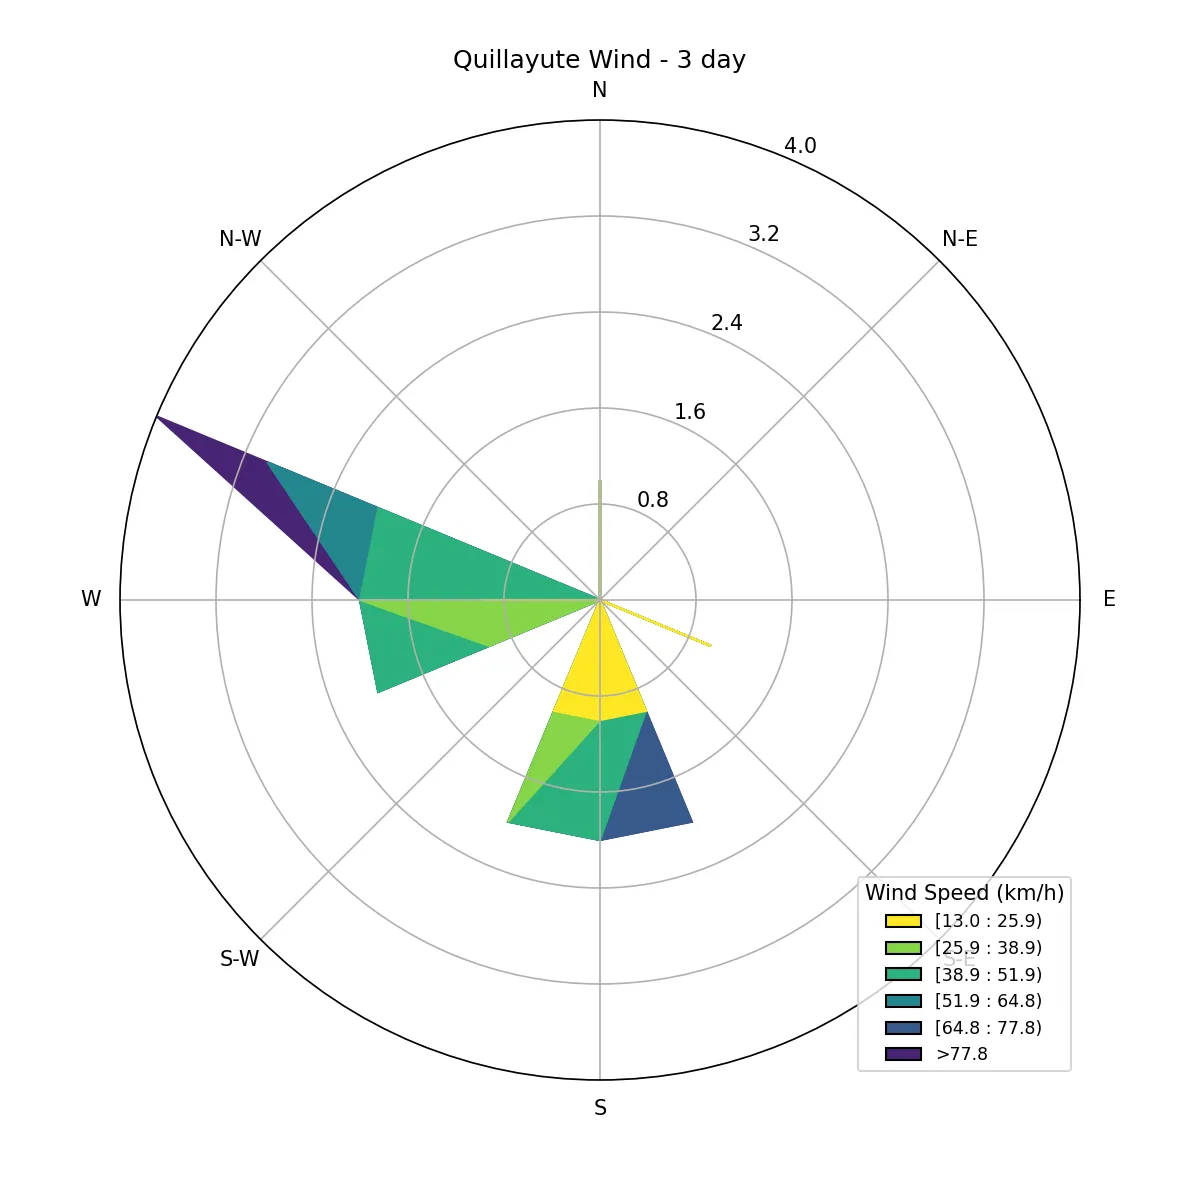 Quillayute Wind - 3 day
N
4.0
N-W
3.2
N-E
2.4
1.6
0.8
W
E
S-W
S-E
S
Wind Speed (km/h)
[13.0 : 25.9)
[25.9 : 38.9)
[38.9 : 51.9)
[51.9 : 64.8)
[64.8 : 77.8)
>77.8